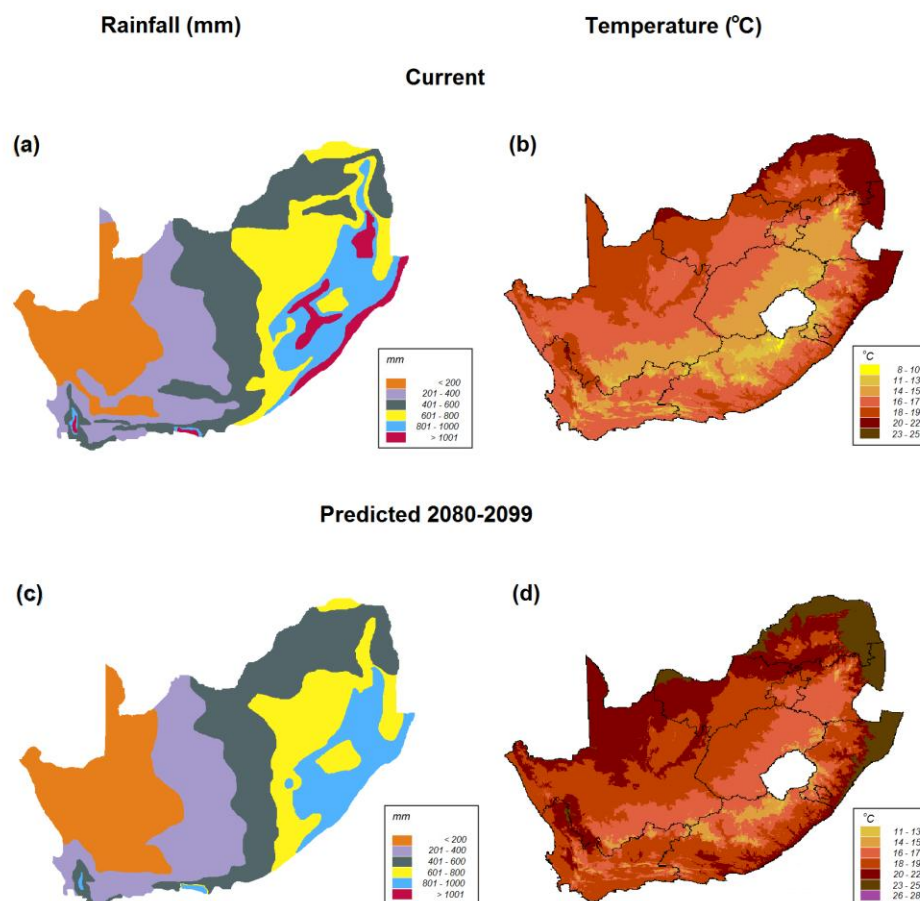 Rainfall (mm)
Temperature (°C)
Current
(a)
(b)
mm
< 200
201 - 400
401 - 600
601 - 800
801 - 1000
> 1001
°C
8 - 10
11 - 13
14 - 15
16 - 17
18 - 19
20 - 22
23 - 25
Predicted 2080-2099
(c)
(d)
mm
< 200
201 - 400
401 - 600
601 - 800
801 - 1000
> 1001
°C
11 - 13
14 - 15
16 - 17
18 - 19
20 - 22
23 - 25
26 - 28